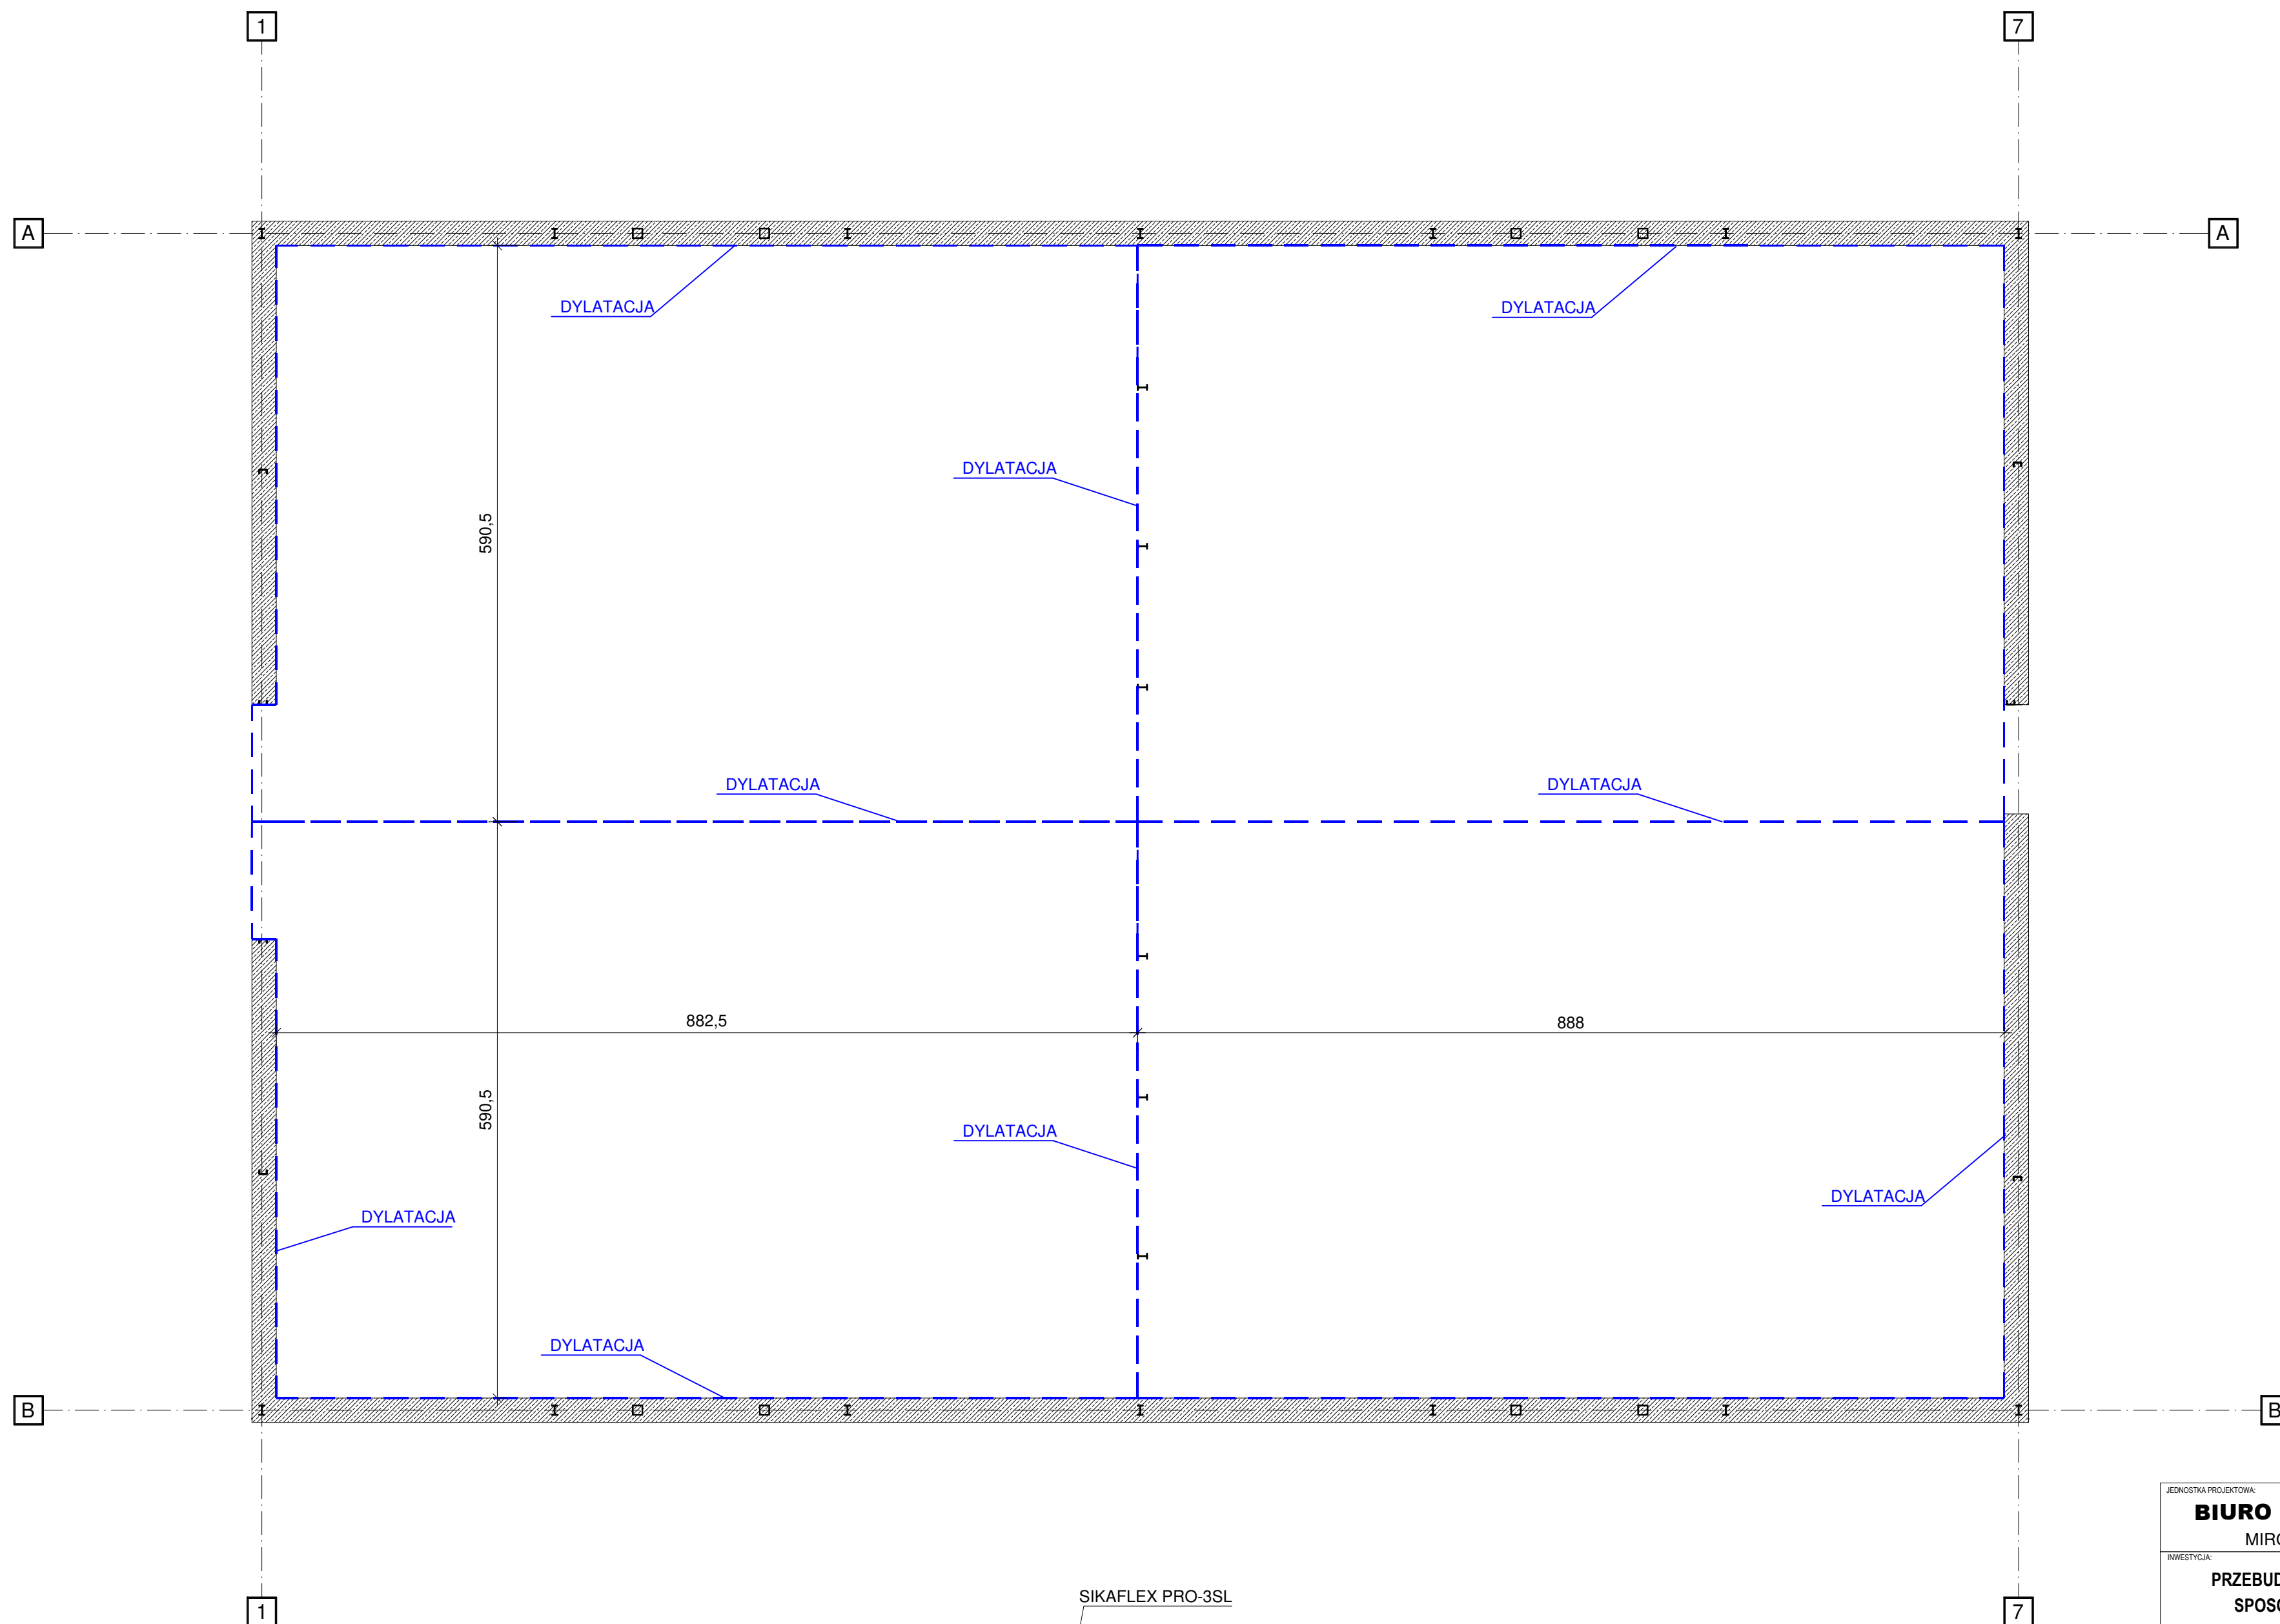 1
7
A
A
DYLATACJA
DYLATACJA
DYLATACJA
590,5
DYLATACJA
DYLATACJA
882,5
888
590,5
DYLATACJA
DYLATACJA
DYLATACJA
DYLATACJA
B
B
JEDNOSTKA PROJEKTOWA:
BIURO
INWESTYCJA:
SIKAFLEX PRO-3SL
1
7